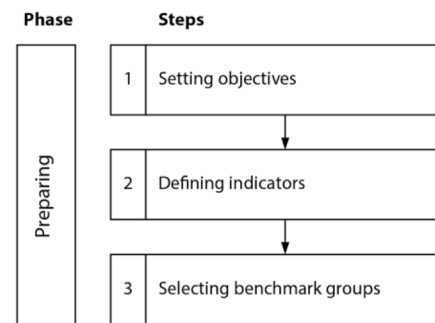 Phase Steps
1 Setting objectives
Preparing
2 Defining indicators
3 Selecting benchmark groups